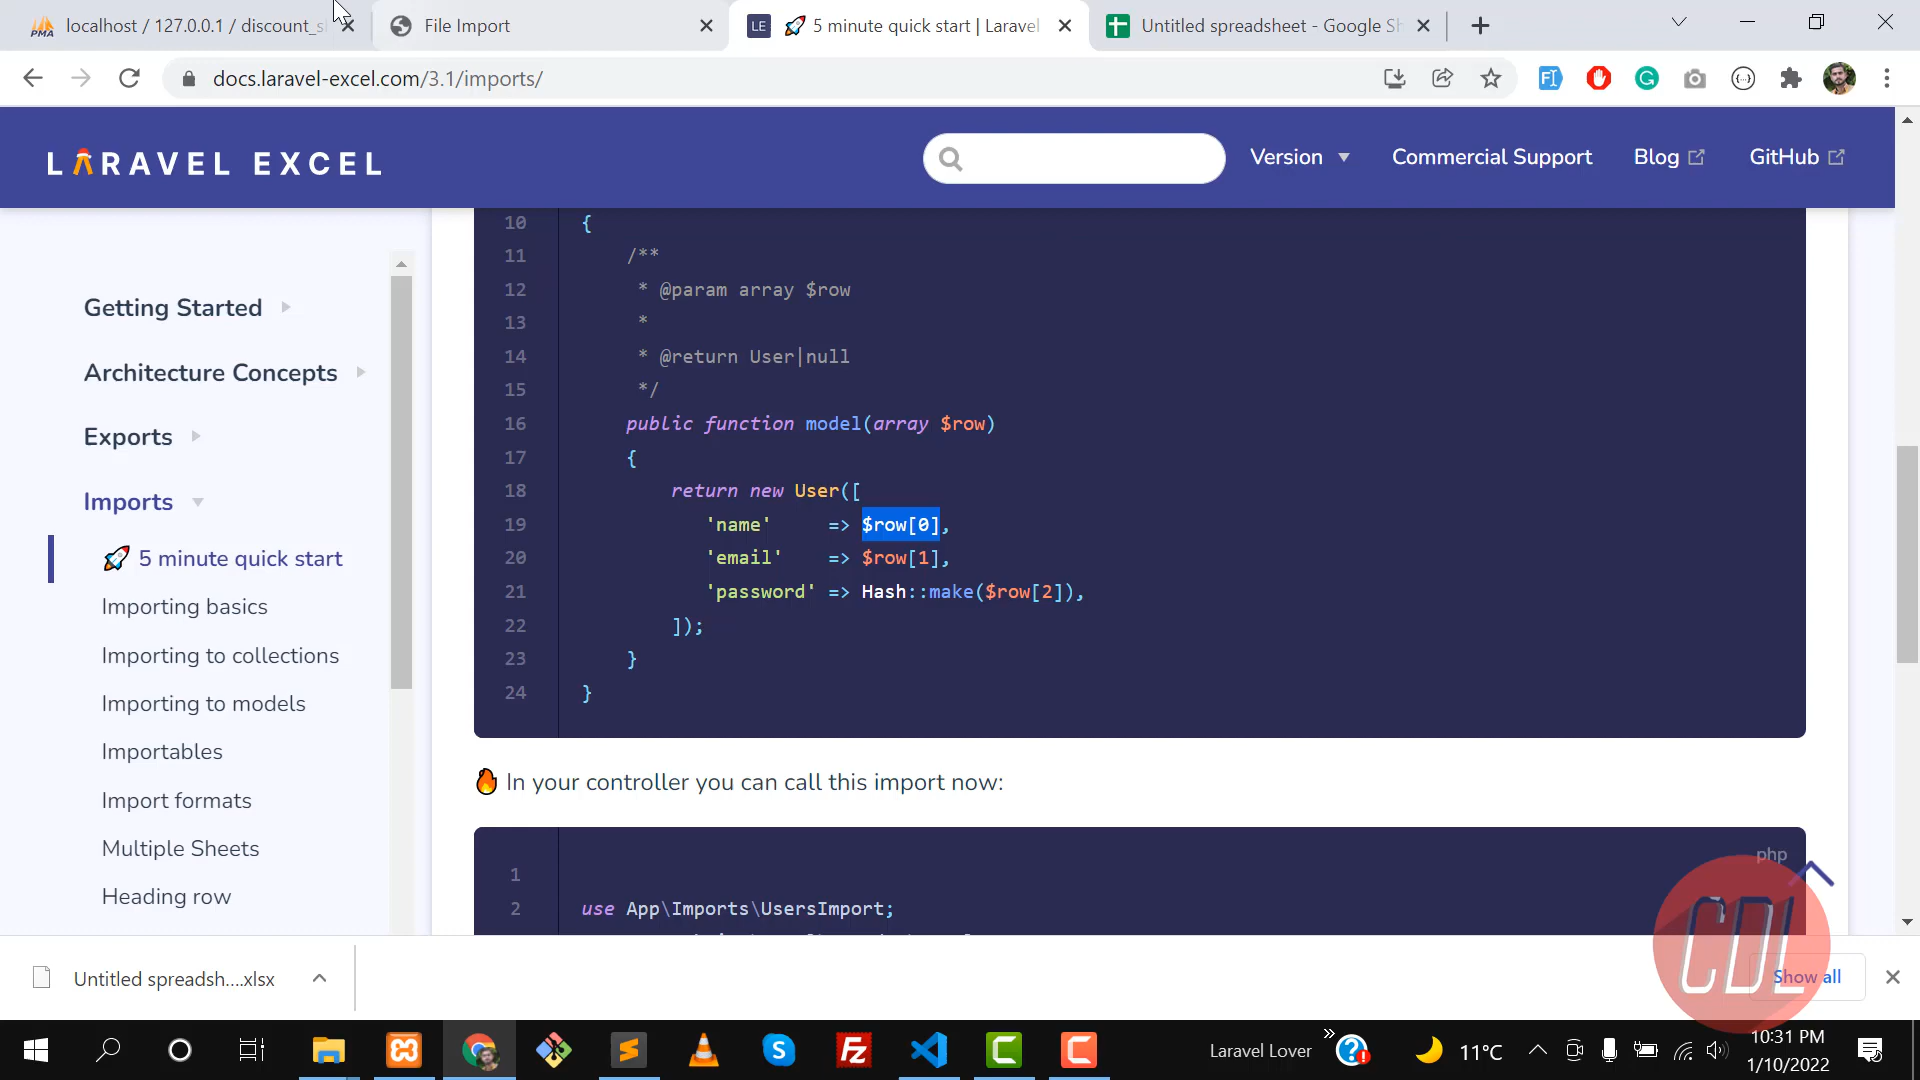 localhost / 127.0.0.1 / discount_s
File Import
LE
5 minute quick start | Laravel
Untitled spreadsheet - Google Sh
docs.laravel-excel.com/3.1/imports/
LARAVEL EXCEL
Version
Commercial Support
Blog
GitHub
Getting Started
Architecture Concepts
Exports
Imports
5 minute quick start
Importing basics
Importing to collections
Importing to models
Importables
Import formats
Multiple Sheets
Heading row
10 {
11 /**
12 * @param array $row
13 *
14 * @return User|null
15 */
16 public function model(array $row)
17 {
18 return new User([
19 'name' => $row[0],
20 'email' => $row[1],
21 'password' => Hash::make($row[2]),
22 ]);
23 }
24 }
In your controller you can call this import now:
php
1
2 use App\Imports\UsersImport;
CDL
Untitled spreadsh....xlsx
Show all
Laravel Lover
11°C
10:31 PM
1/10/2022